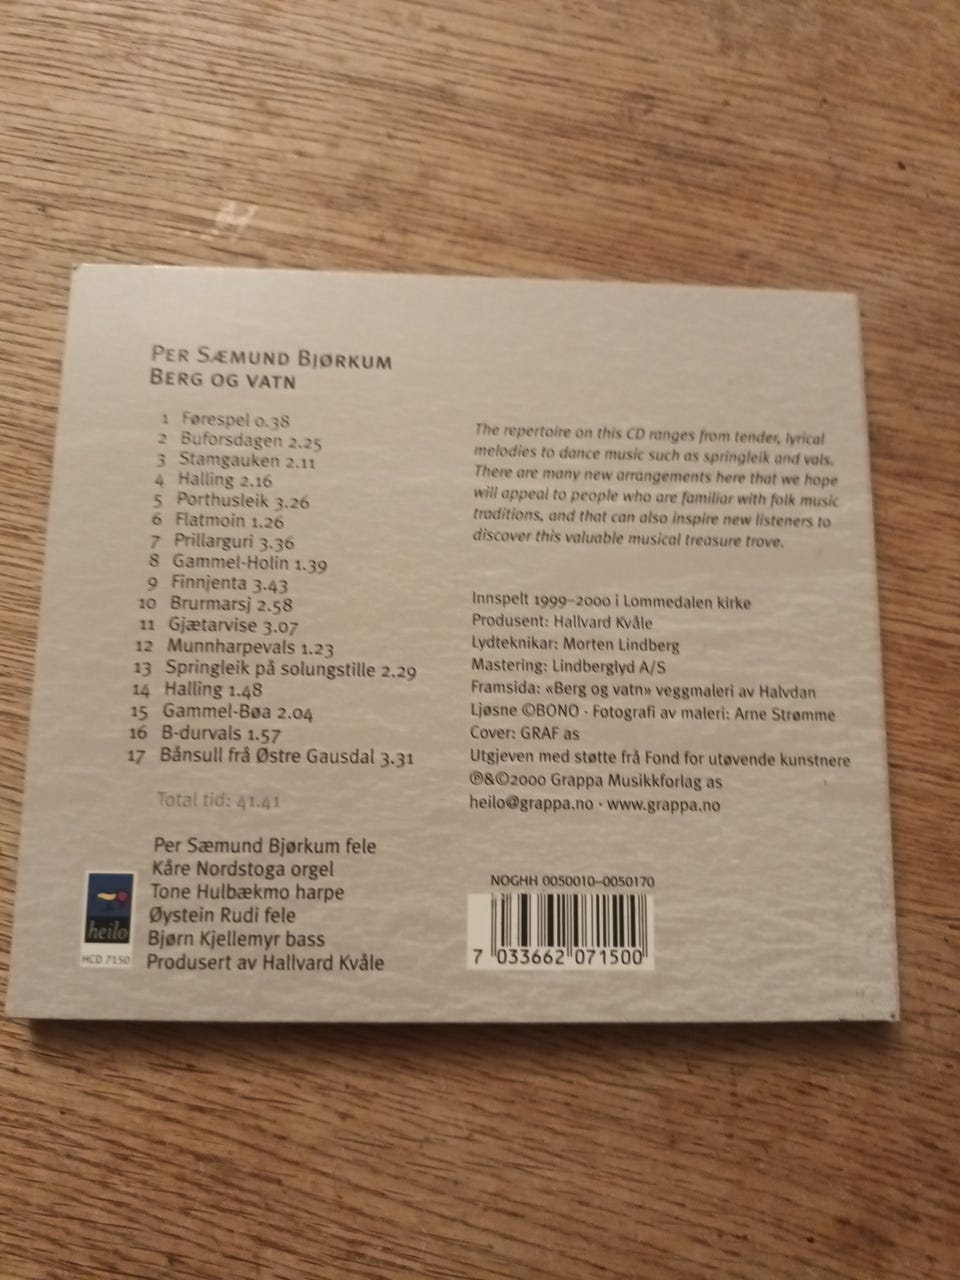 PER SÆMUND BJØRKUM
BERG OG VATN
1 Førespel 0.38
2 Buforsdagen 2.25
3 Stamgauken 2.11
4 Halling 2.16
5 Porthusleik 3.26
6 Flatmoin 1.26
7 Prillarguri 3.36
8 Gammel-Holin 1.39
9 Finnjenta 3.43
10 Brurmarsj 2.58
11 Gjætarvise 3.07
12 Munnharpevals 1.23
13 Springleik på solungstille 2.29
14 Halling 1.48
15 Gammel-Bøa 2.04
16 B-durvals 1.57
17 Bånsull frå Østre Gausdal 3.31
Total tid: 41.41
Per Sæmund Bjørkum fele
Kåre Nordstoga orgel
Tone Hulbækmo harpe
Øystein Rudi fele
Bjørn Kjellemyr bass
Produsert av Hallvard Kvåle
heilo
HCD 7150
The repertoire on this CD ranges from tender, lyrical
melodies to dance music such as springleik and vals.
There are many new arrangements here that we hope
will appeal to people who are familiar with folk music
traditions, and that can also inspire new listeners to
discover this valuable musical treasure trove.
Innspelt 1999–2000 i Lommedalen kirke
Produsent: Hallvard Kvåle
Lydteknikar: Morten Lindberg
Mastering: Lindberglyd A/S
Framsida: «Berg og vatn» veggmaleri av Halvdan
Ljøsne ©BONO · Fotografi av maleri: Arne Strømme
Cover: GRAF as
Utgjeven med støtte frå Fond for utøvende kunstnere
℗&©2000 Grappa Musikkforlag as
heilo@grappa.no · www.grappa.no
NOGHH 0050010–0050170
7 033662 071500